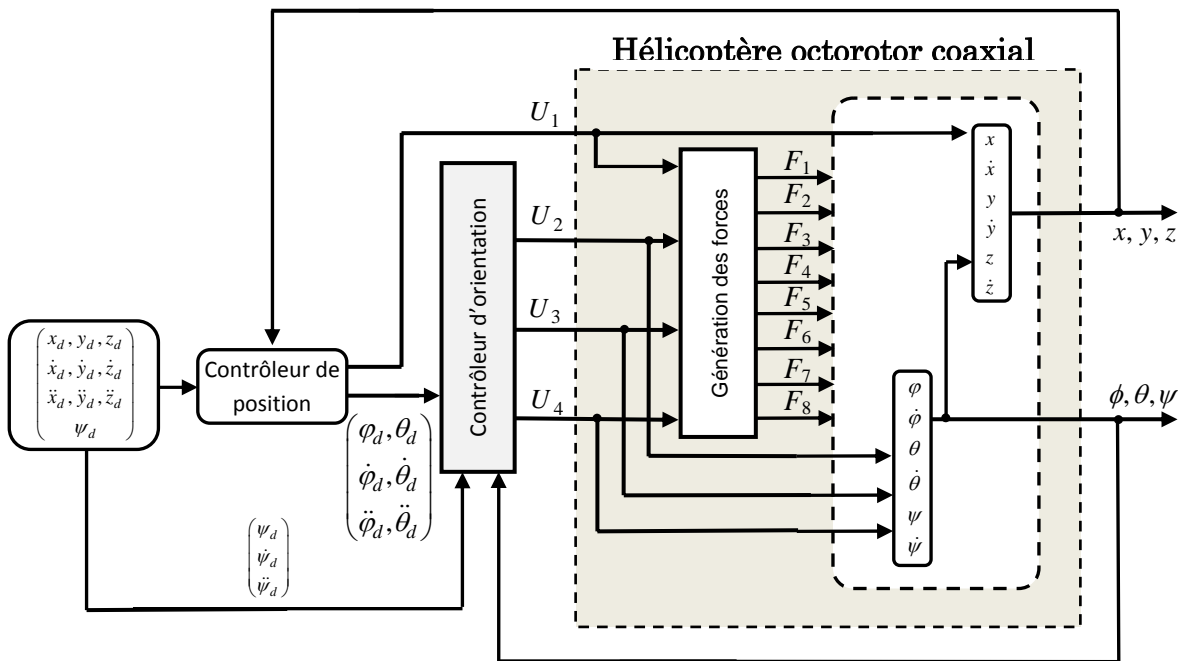 Hélicoptère octorotor coaxial
U₁
U₂
U₃
U₄
Contrôleur d'orientation
Génération des forces
F₁
F₂
F₃
F₄
F₅
F₆
F₇
F₈
x
ẋ
y
ẏ
z
ż
x, y, z
x_d, y_d, z_d
ẋ_d, ẏ_d, ż_d
ẍ_d, ÿ_d, z̈_d
ψ_d
Contrôleur de
position
φ_d, θ_d
φ̇_d, θ̇_d
φ̈_d, θ̈_d
φ
φ̇
θ
θ̇
ψ
ψ̇
ϕ, θ, ψ
ψ_d
ψ̇_d
ψ̈_d